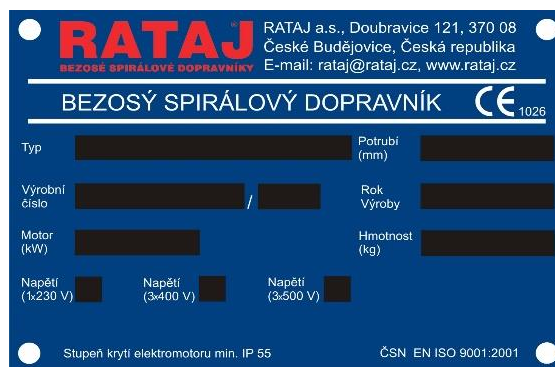 RATAJ®
BEZOSÉ SPIRÁLOVÉ DOPRAVNÍKY
RATAJ a.s., Doubravice 121, 370 08
České Budějovice, Česká republika
E-mail: rataj@rataj.cz, www.rataj.cz
BEZOSÝ SPIRÁLOVÝ DOPRAVNÍK CE 1026
Typ
Potrubí
(mm)
Výrobní
číslo
/
Rok
Výroby
Motor
(kW)
Hmotnost
(kg)
Napětí
(1x230 V)
Napětí
(3x400 V)
Napětí
(3x500 V)
Stupeň krytí elektromotoru min. IP 55
ČSN EN ISO 9001:2001